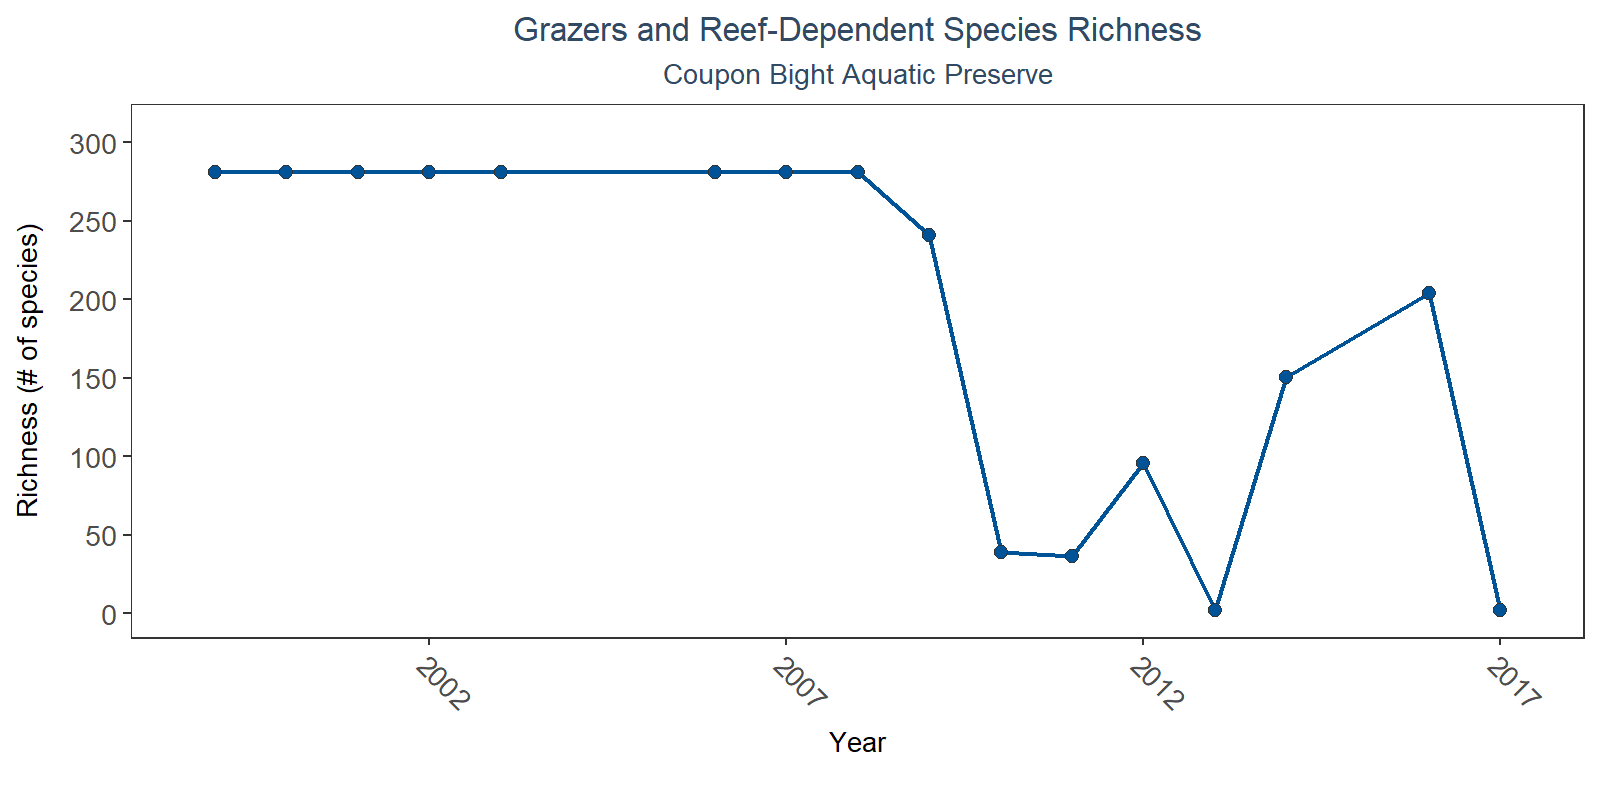 Grazers and Reef-Dependent Species Richness
Coupon Bight Aquatic Preserve
Richness (# of species)
300
250
200
150
100
50
0
2002
2007
2012
2017
Year